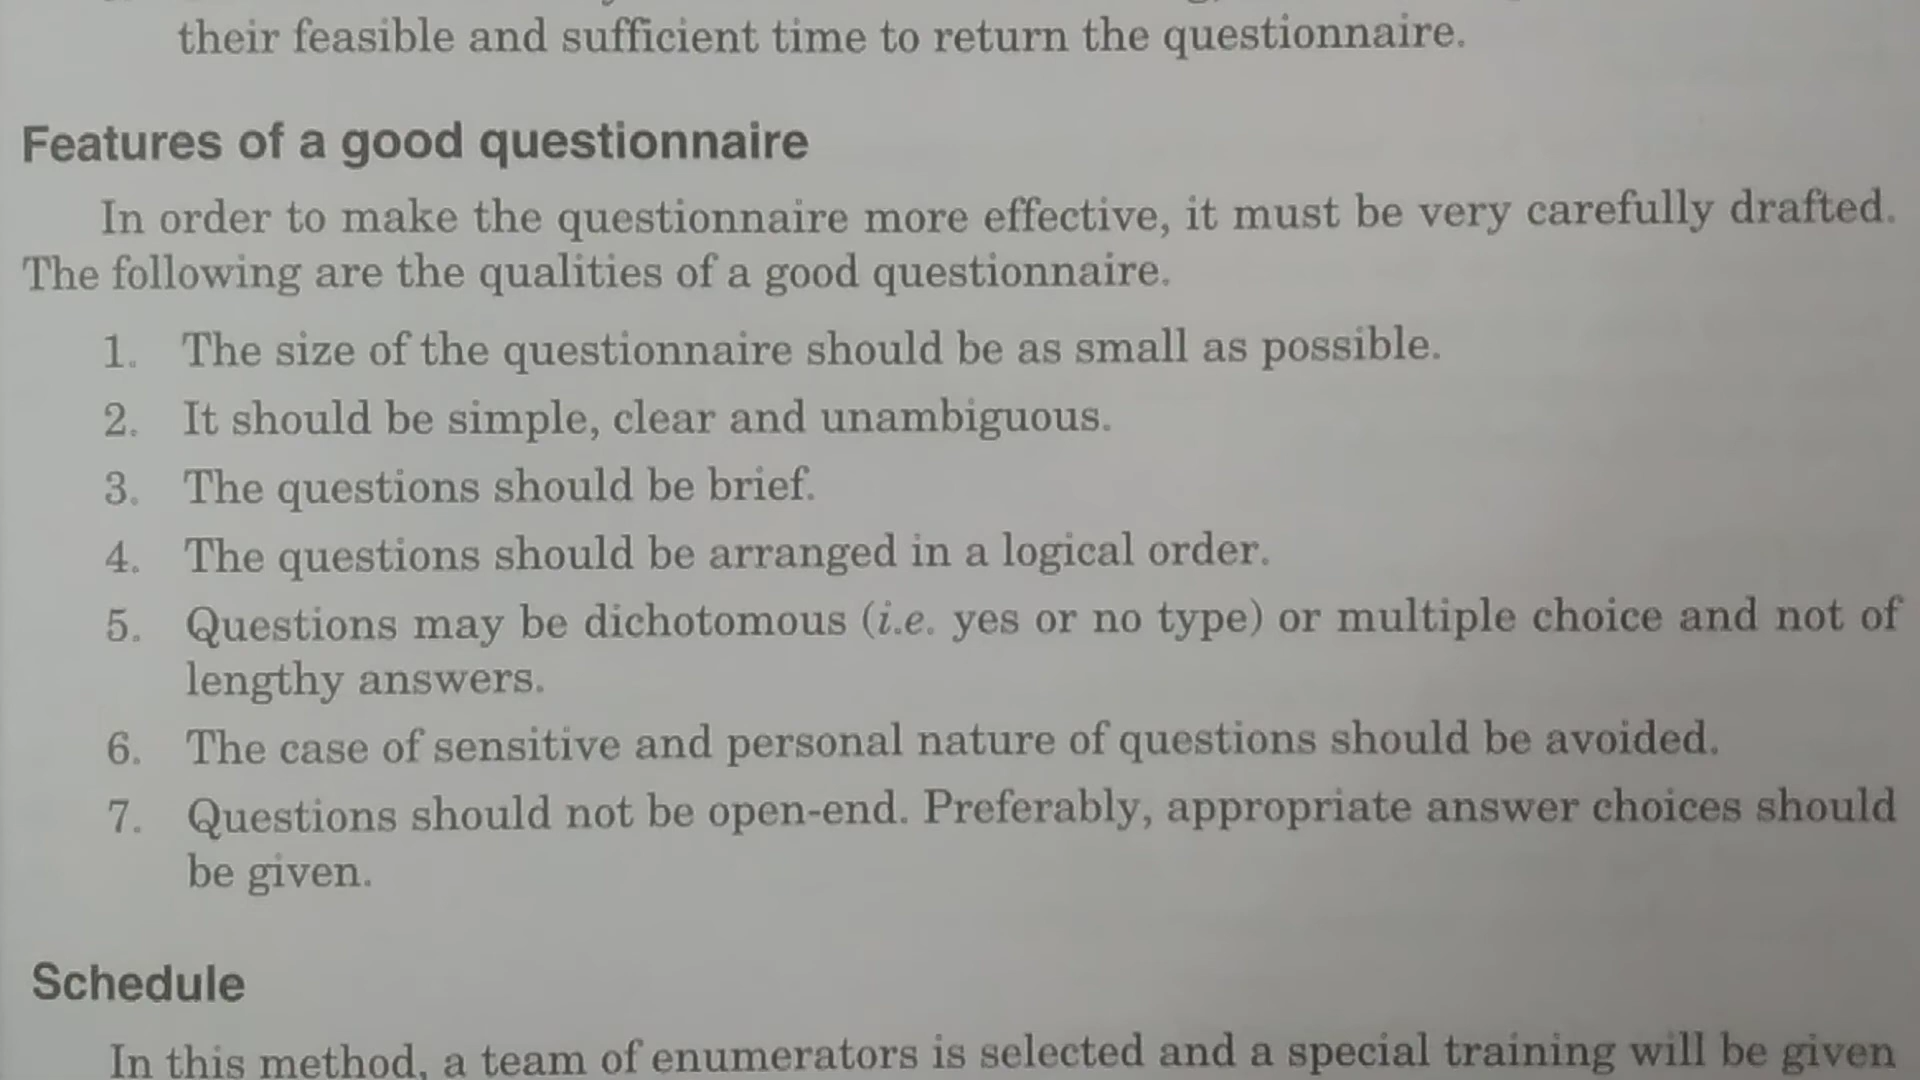 their feasible and sufficient time to return the questionnaire.
Features of a good questionnaire
In order to make the questionnaire more effective, it must be very carefully drafted.
The following are the qualities of a good questionnaire.
1. The size of the questionnaire should be as small as possible.
2. It should be simple, clear and unambiguous.
3. The questions should be brief.
4. The questions should be arranged in a logical order.
5. Questions may be dichotomous (i.e. yes or no type) or multiple choice and not of
lengthy answers.
6. The case of sensitive and personal nature of questions should be avoided.
7. Questions should not be open-end. Preferably, appropriate answer choices should
be given.
Schedule
In this method, a team of enumerators is selected and a special training will be given